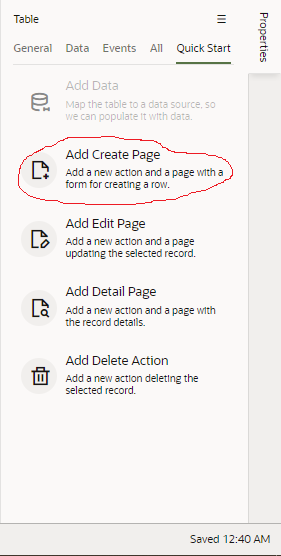 Table
Properties
General Data Events All Quick Start
Add Data
Map the table to a data source, so
we can populate it with data.
Add Create Page
Add a new action and a page with a
form for creating a row.
Add Edit Page
Add a new action and a page
updating the selected record.
Add Detail Page
Add a new action and a page with
the record details.
Add Delete Action
Add a new action deleting the
selected record.
Saved 12:40 AM